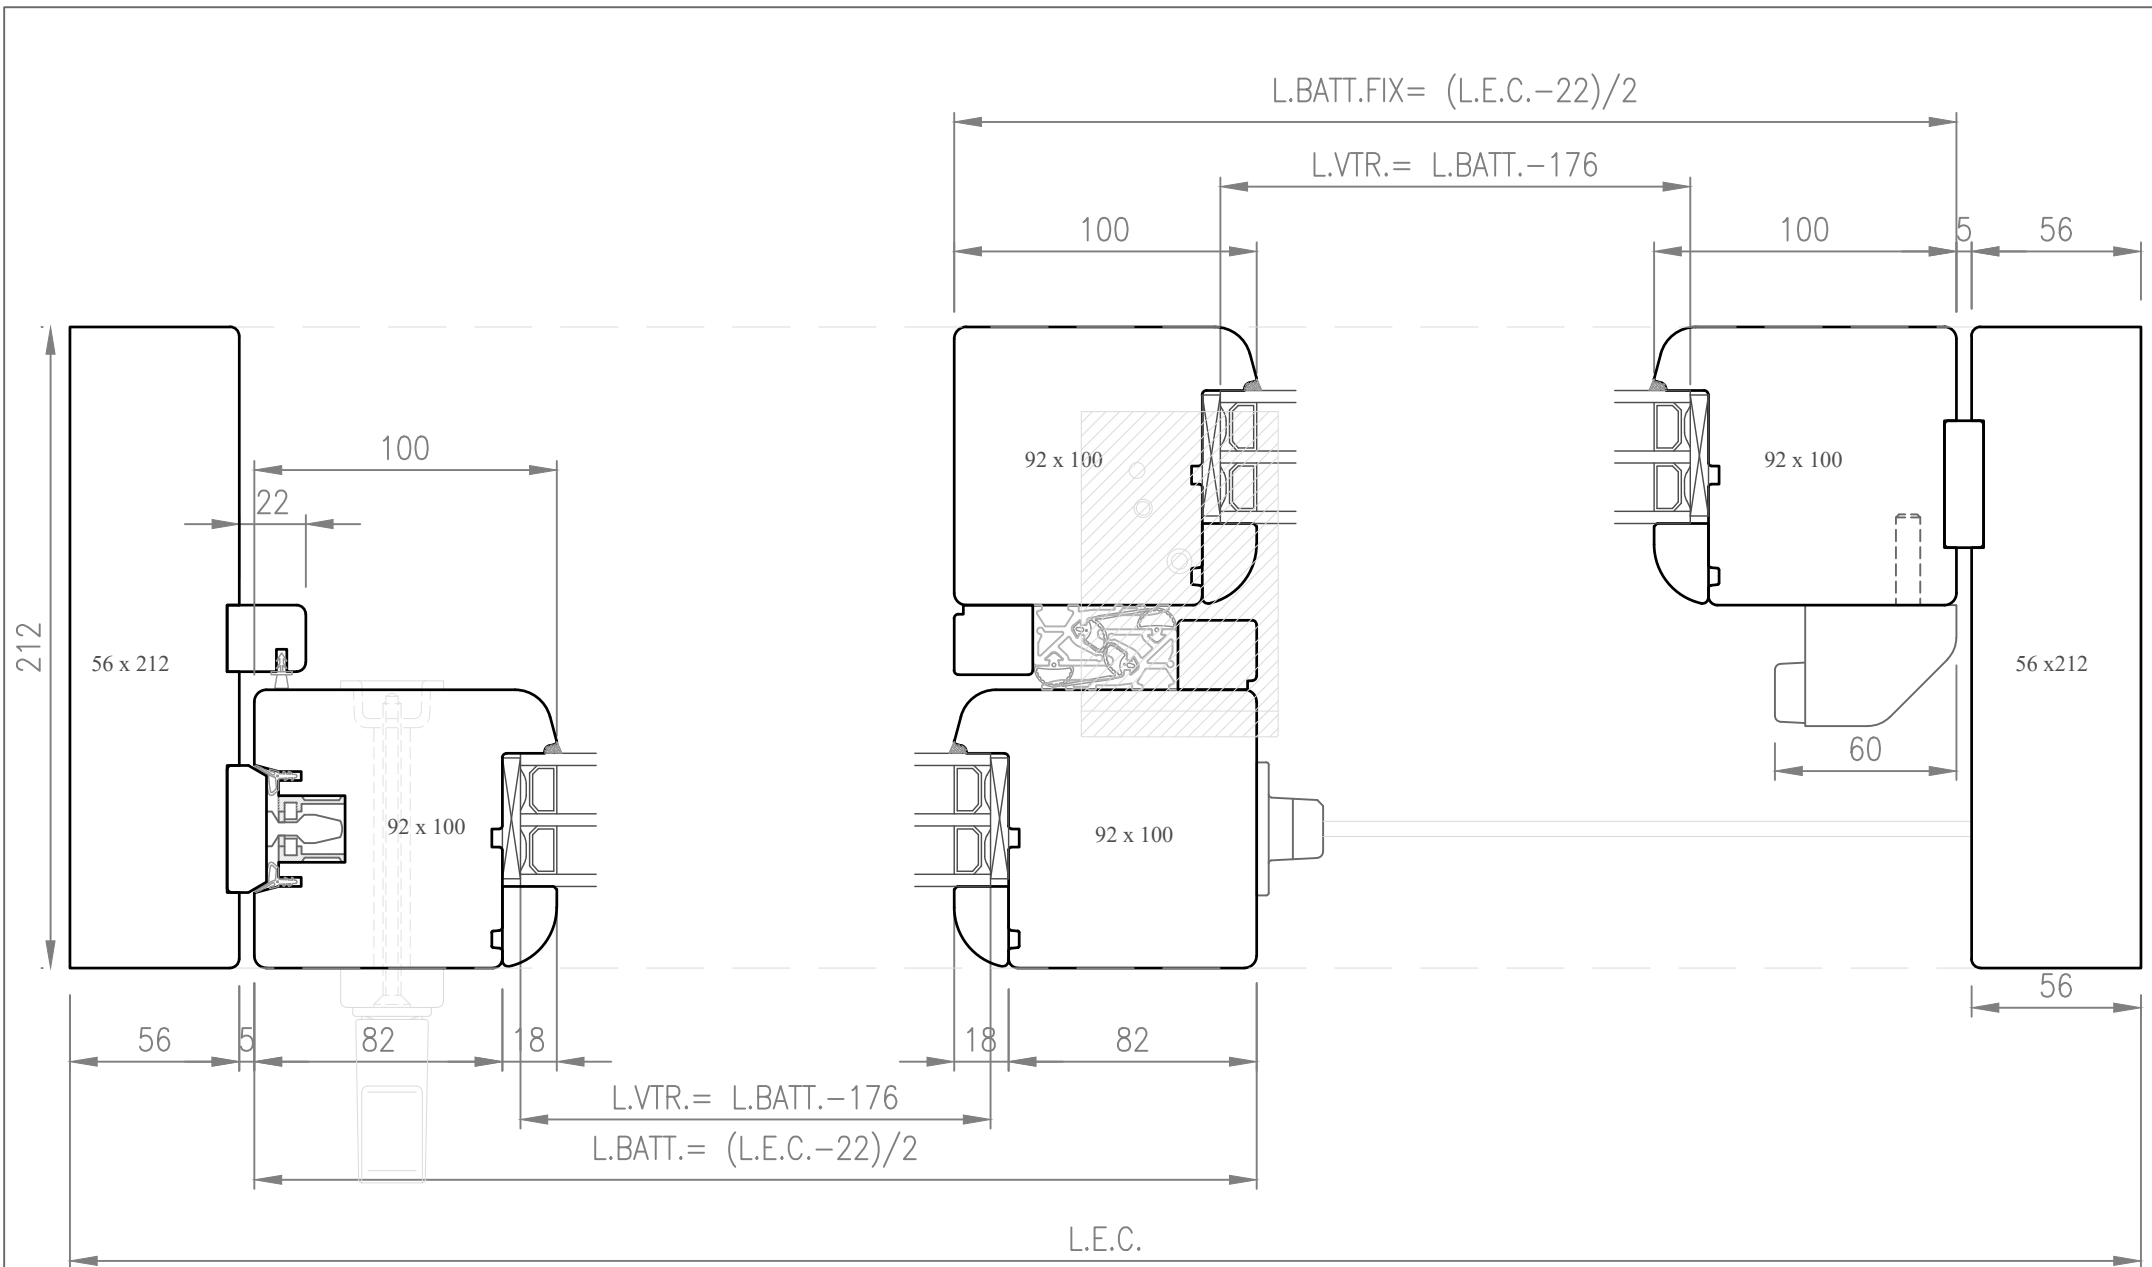 L.BATT.FIX= (L.E.C.-22)/2
L.VTR.= L.BATT.-176
100
100
5
56
100
22
92 x 100
92 x 100
212
56 x 212
56 x212
60
92 x 100
92 x 100
56
56
5
82
18
18
82
L.VTR.= L.BATT.-176
L.BATT.= (L.E.C.-22)/2
L.E.C.